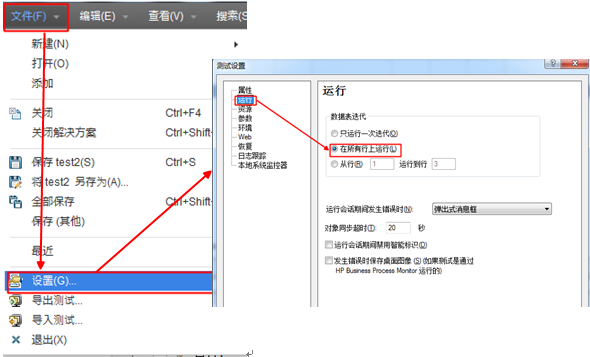 文件(F) 编辑(E) 查看(V) 搜索(S
新建(N)
打开(O)
添加
关闭 Ctrl+F4
关闭解决方案 Ctrl+Shift+
保存 test2(S) Ctrl+S
将 test2 另存为(A)...
全部保存 Ctrl+Shift+
保存 (其他)
最近
设置(G)...
导出测试...
导入测试...
退出(X)
测试设置
属性
运行
资源
参数
环境
Web
恢复
日志跟踪
本地系统监控器
运行
数据表迭代
只运行一次迭代(O)
在所有行上运行(L)
从行(R) 1 运行到行 3
运行会话期间发生错误时(N): 弹出式消息框
对象同步超时(T): 20 秒
运行会话期间禁用智能标识(D)
发生错误时保存桌面图像 (S) (如果测试是通过
HP Business Process Monitor 运行的)